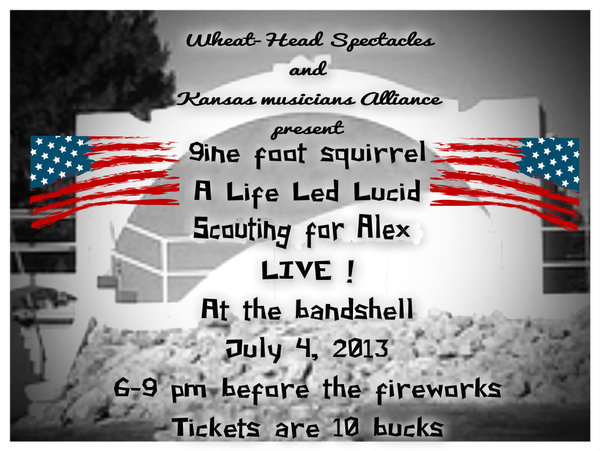 Wheat-Head Spectacles
and
Kansas musicians Alliance
present
9ine foot squirrel
A Life Led Lucid
Scouting for Alex
LIVE !
At the bandshell
July 4, 2013
6-9 pm before the fireworks
Tickets are 10 bucks